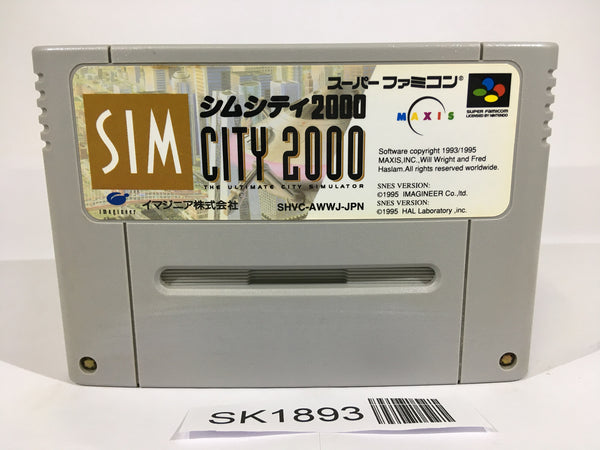 スーパーファミコン®
SIM
シムシティ2000
CITY 2000
THE ULTIMATE CITY SIMULATOR
MAXIS
SUPER FAMICOM
LICENSED BY NINTENDO
Software copyright 1993/1995
MAXIS,INC.,Will Wright and Fred
Haslam.All rights reserved worldwide.
SNES VERSION:
©1995 IMAGINEER Co.,ltd.
SNES VERSION:
©1995 HAL Laboratory ,inc.
imagineer
イマジニア株式会社
SHVC-AWWJ-JPN
SK1893